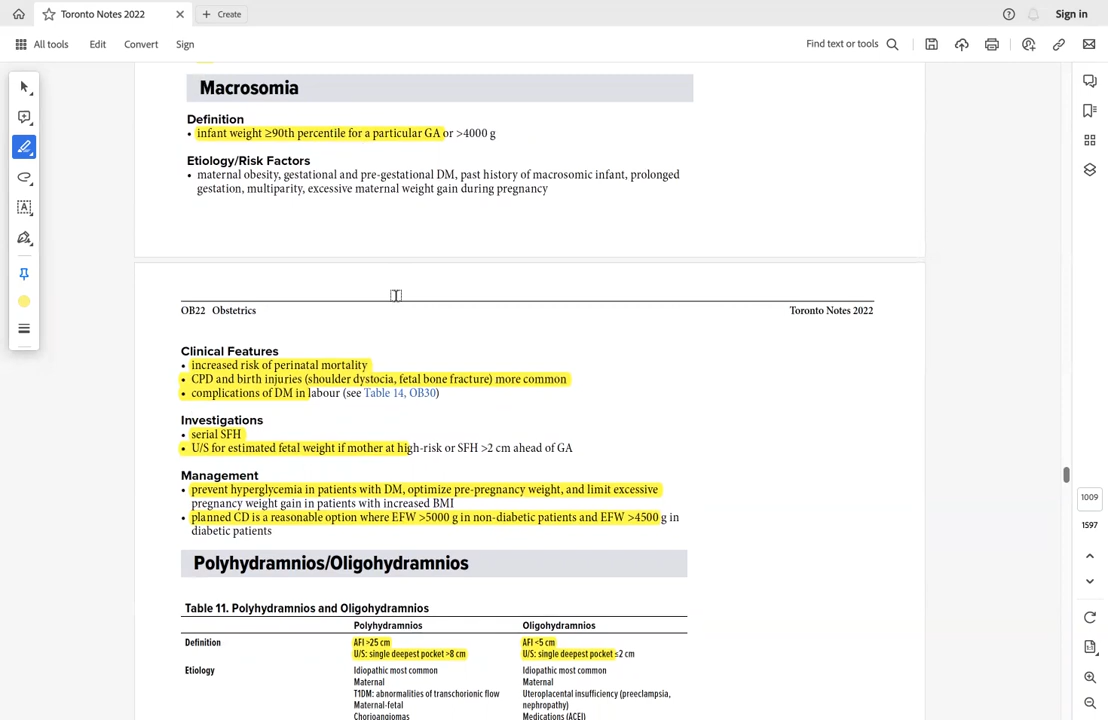 Toronto Notes 2022
Create
Sign in
All tools
Edit
Convert
Sign
Find text or tools
Macrosomia
Definition
• infant weight ≥90th percentile for a particular GA or >4000 g
Etiology/Risk Factors
• maternal obesity, gestational and pre-gestational DM, past history of macrosomic infant, prolonged
gestation, multiparity, excessive maternal weight gain during pregnancy
OB22 Obstetrics
Toronto Notes 2022
Clinical Features
• increased risk of perinatal mortality
• CPD and birth injuries (shoulder dystocia, fetal bone fracture) more common
• complications of DM in labour (see Table 14, OB30)
Investigations
• serial SFH
• U/S for estimated fetal weight if mother at high-risk or SFH >2 cm ahead of GA
Management
• prevent hyperglycemia in patients with DM, optimize pre-pregnancy weight, and limit excessive
pregnancy weight gain in patients with increased BMI
• planned CD is a reasonable option where EFW >5000 g in non-diabetic patients and EFW >4500 g in
diabetic patients
Polyhydramnios/Oligohydramnios
Table 11. Polyhydramnios and Oligohydramnios
Polyhydramnios
Oligohydramnios
Definition
AFI >25 cm
U/S: single deepest pocket >8 cm
AFI <5 cm
U/S: single deepest pocket ≤2 cm
Etiology
Idiopathic most common
Maternal
T1DM: abnormalities of transchorionic flow
Maternal-fetal
Chorioangiomas
Idiopathic most common
Maternal
Uteroplacental insufficiency (preeclampsia,
nephropathy)
Medications (ACEI)
1009
1597